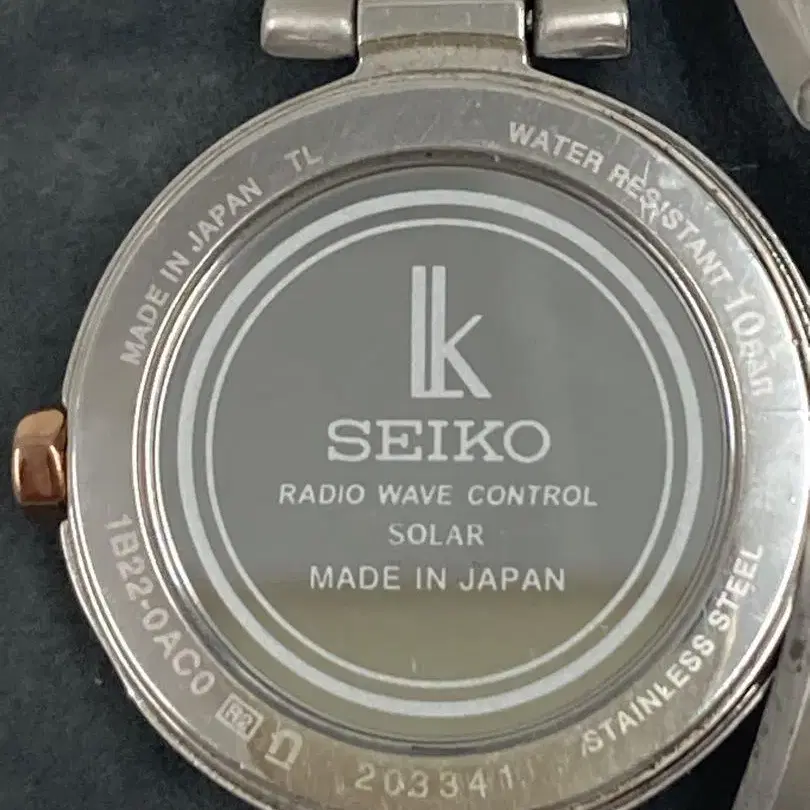 MADE IN JAPAN TL
WATER RESISTANT 10BAR
LK
SEIKO
RADIO WAVE CONTROL
SOLAR
MADE IN JAPAN
1B22-0AC0 R2
203341
STAINLESS STEEL